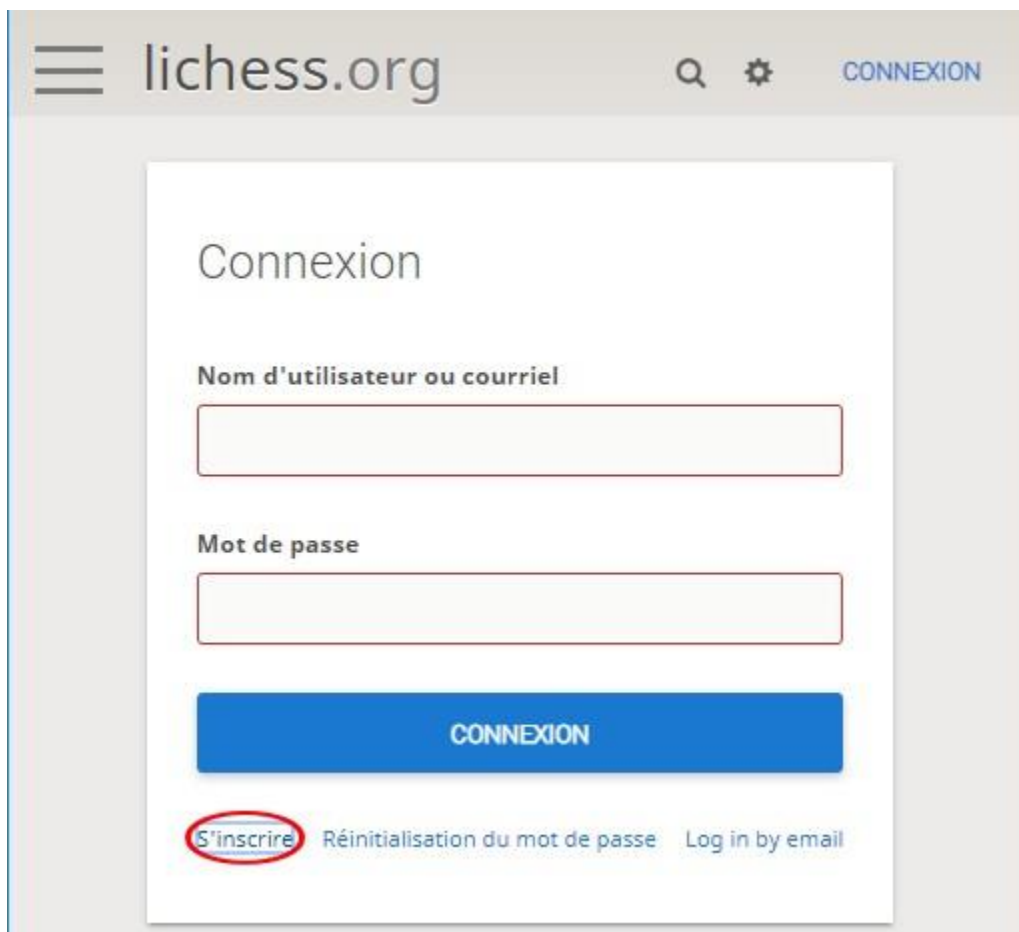 lichess.org CONNEXION
Connexion
Nom d'utilisateur ou courriel
Mot de passe
CONNEXION
S'inscrire Réinitialisation du mot de passe Log in by email